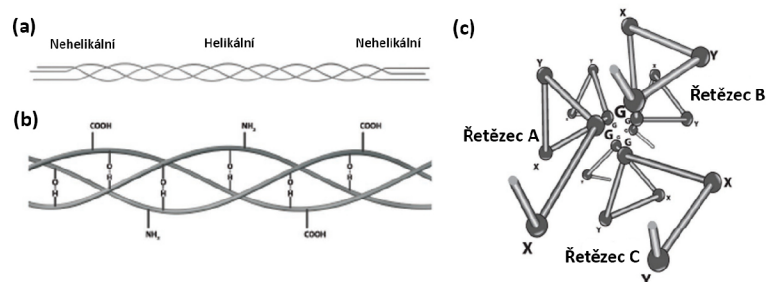 (a)
Nehelikální Helikální Nehelikální
(b)
COOH NH₂ COOH
O H O H O H O H O H O H
NH₂ COOH
(c)
X
Y
Řetězec B
Y Y X
G
G
Řetězec A
G
G
Y
X
G
X
Y X
X
Řetězec C
Y